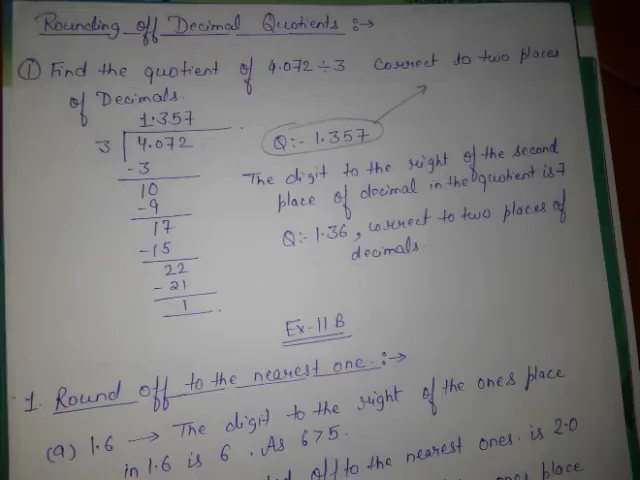 Rounding off Decimal Quotients :→
① Find the quotient of 4.072 ÷ 3 Correct to two places
of Decimals.
1.357
3 4.072
-3
10
-9
17
-15
22
-21
1
Q:- 1.357
The digit to the right of the second
place of decimal in the quotient is 7
Q:- 1.36, correct to two places of
decimals.
Ex-11 B
1. Round off to the nearest one. :→
(a) 1.6 → The digit to the right of the ones place
in 1.6 is 6. As 6>5.
off to the nearest ones. is 2.0
ones place